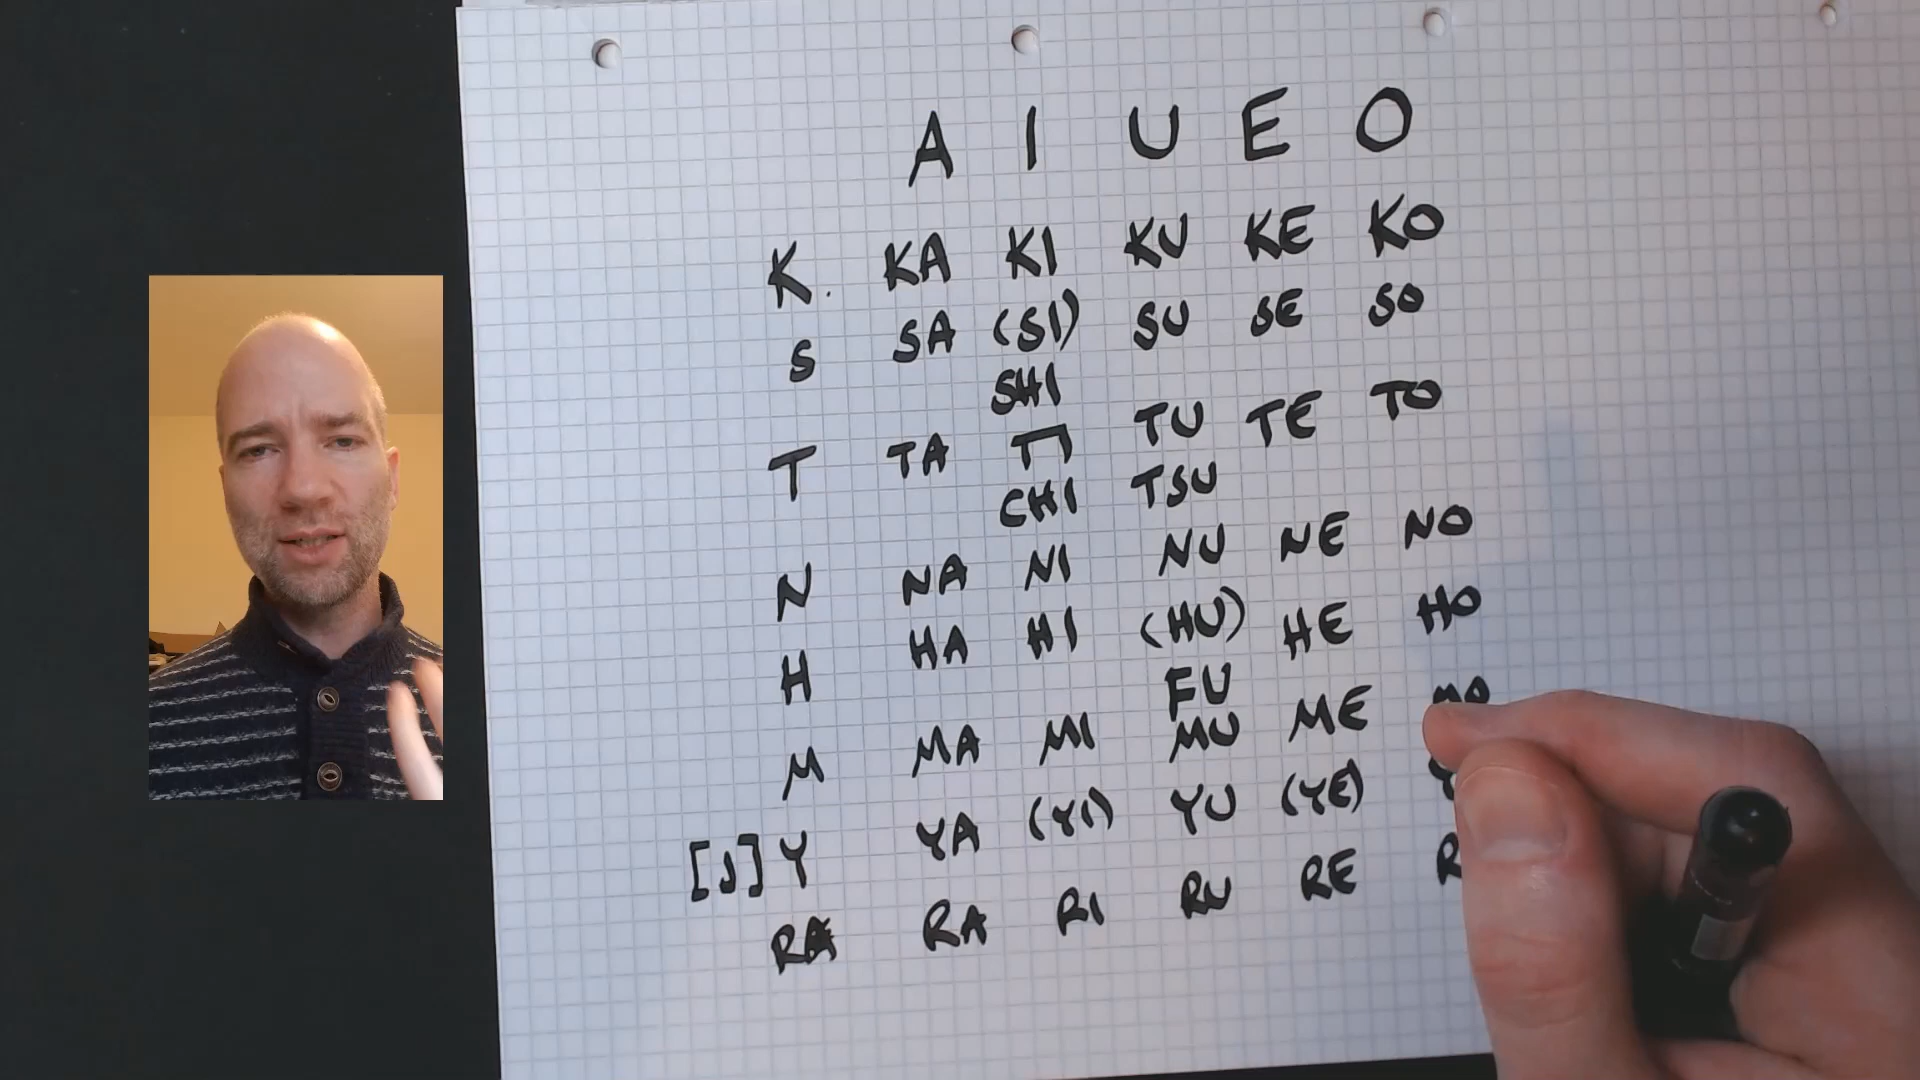 A I U E O
K. KA KI KU KE KO
S SA (SI) SU SE SO
SHI
T TA TI TU TE TO
CHI TSU
N NA NI NU NE NO
H HA HI (HU) HE HO
FU
M MA MI MU ME MO
[J] Y YA (YI) YU (YE)
RA RI RU RE